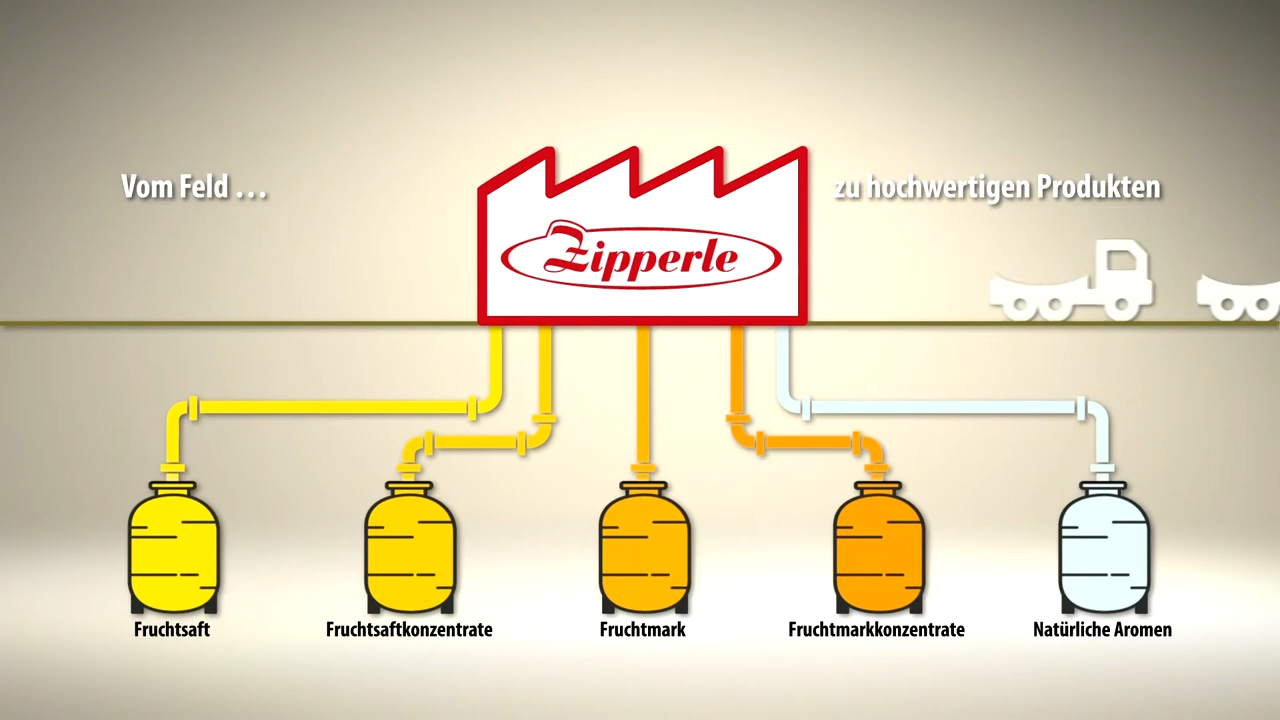 Vom Feld …
zu hochwertigen Produkten
Zipperle
Fruchtsaft
Fruchtsaftkonzentrate
Fruchtmark
Fruchtmarkkonzentrate
Natürliche Aromen